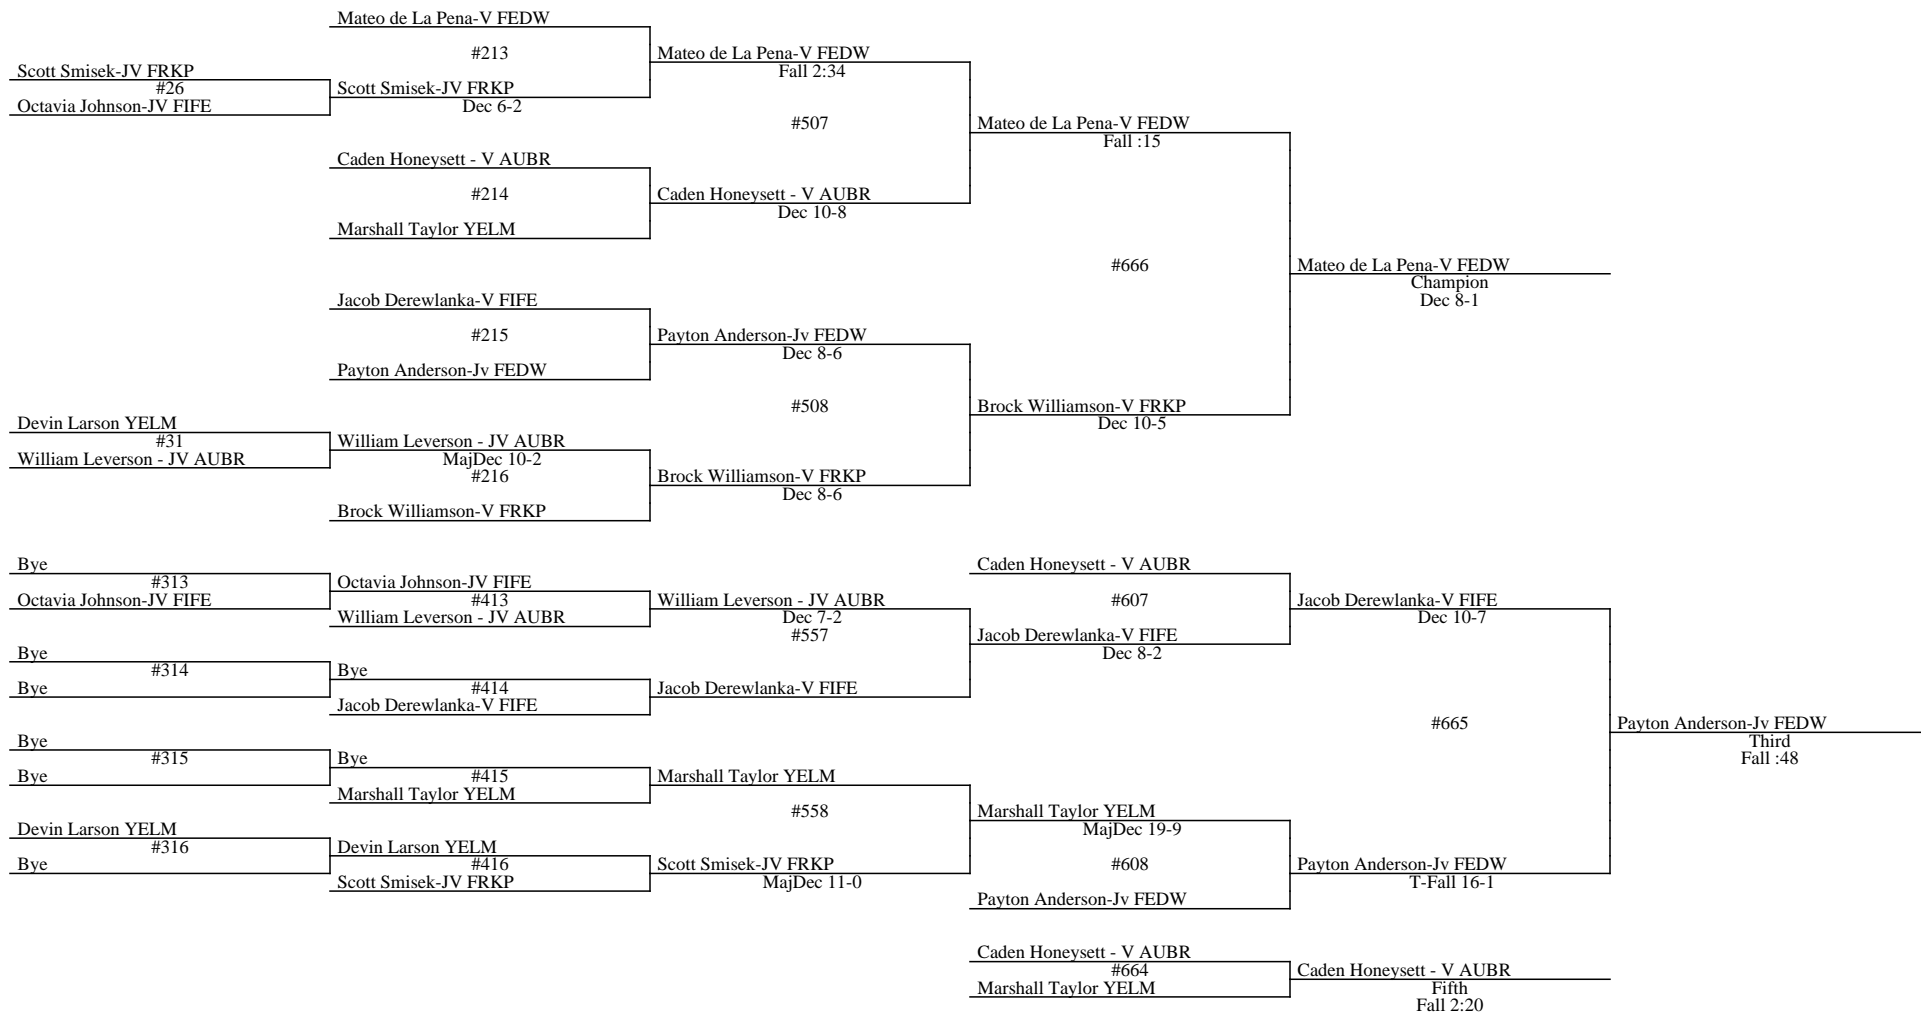 Mateo de La Pena-V FEDW
#213
Scott Smisek-JV FRKP
#26
Octavia Johnson-JV FIFE
Scott Smisek-JV FRKP
Dec 6-2
Mateo de La Pena-V FEDW
Fall 2:34
#507
Caden Honeysett - V AUBR
#214
Marshall Taylor YELM
Caden Honeysett - V AUBR
Dec 10-8
Mateo de La Pena-V FEDW
Fall :15
#666
Mateo de La Pena-V FEDW
Champion
Dec 8-1
Jacob Derewlanka-V FIFE
#215
Payton Anderson-Jv FEDW
Payton Anderson-Jv FEDW
Dec 8-6
#508
Brock Williamson-V FRKP
Dec 10-5
Devin Larson YELM
#31
William Leverson - JV AUBR
William Leverson - JV AUBR
MajDec 10-2
#216
Brock Williamson-V FRKP
Brock Williamson-V FRKP
Dec 8-6
Bye
#313
Octavia Johnson-JV FIFE
Octavia Johnson-JV FIFE
#413
William Leverson - JV AUBR
William Leverson - JV AUBR
Dec 7-2
#557
Caden Honeysett - V AUBR
#607
Jacob Derewlanka-V FIFE
Dec 8-2
Jacob Derewlanka-V FIFE
Dec 10-7
Bye
#314
Bye
Bye
#414
Jacob Derewlanka-V FIFE
Jacob Derewlanka-V FIFE
#665
Payton Anderson-Jv FEDW
Third
Fall :48
Bye
#315
Bye
Bye
#415
Marshall Taylor YELM
Marshall Taylor YELM
#558
Marshall Taylor YELM
MajDec 19-9
#608
Payton Anderson-Jv FEDW
Payton Anderson-Jv FEDW
T-Fall 16-1
Devin Larson YELM
#316
Bye
Devin Larson YELM
#416
Scott Smisek-JV FRKP
Scott Smisek-JV FRKP
MajDec 11-0
Caden Honeysett - V AUBR
#664
Marshall Taylor YELM
Caden Honeysett - V AUBR
Fifth
Fall 2:20